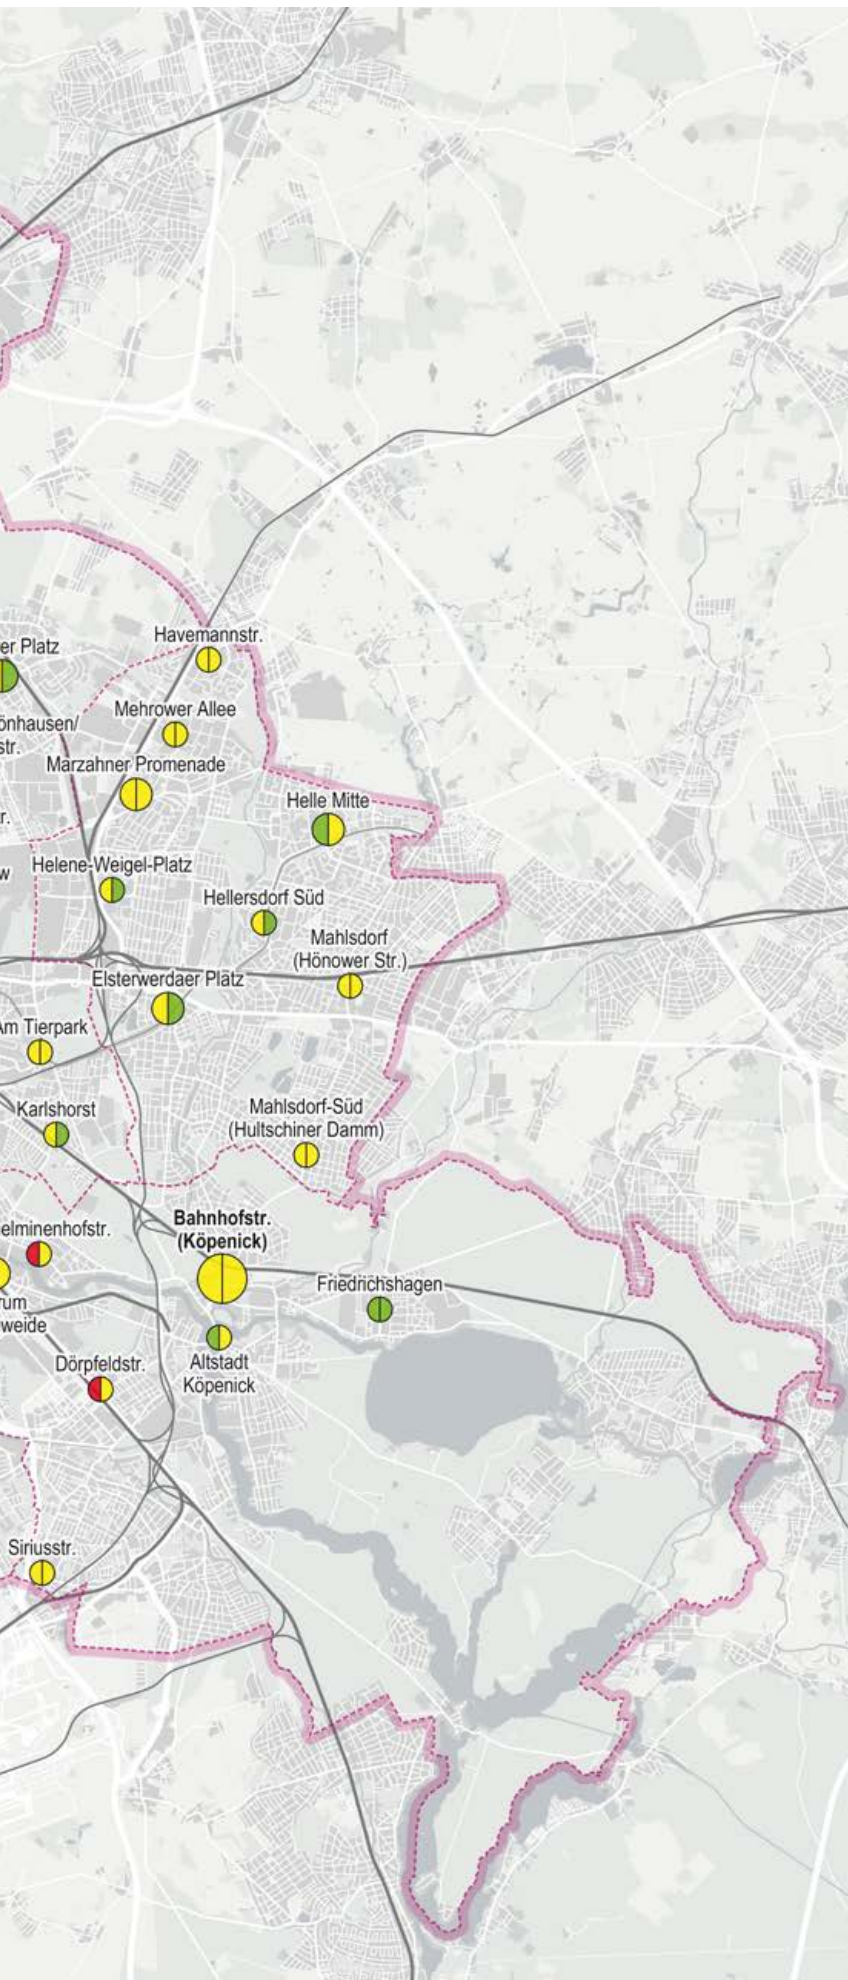 Havemannstr.
er Platz
Mehrower Allee
önhausen/
str.
Marzahner Promenade
Helle Mitte
r.
w
Helene-Weigel-Platz
Hellersdorf Süd
Mahlsdorf
(Hönower Str.)
Elsterwerdaer Platz
Am Tierpark
Karlshorst
Mahlsdorf-Süd
(Hultschiner Damm)
Bahnhofstr.
(Köpenick)
elminenhofstr.
Friedrichshagen
rum
weide
Dörpfeldstr.
Altstadt
Köpenick
Siriusstr.